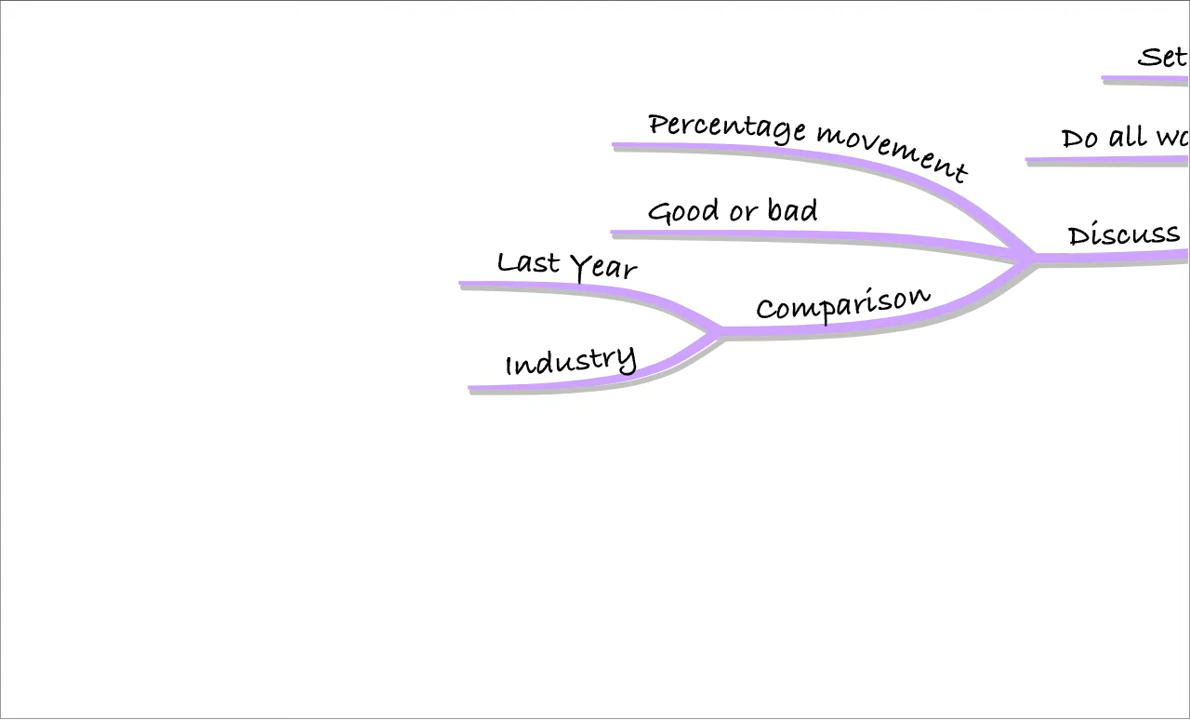 Set
Percentage movement
Do all
Good or bad
Discuss
Last Year
Comparison
Industry